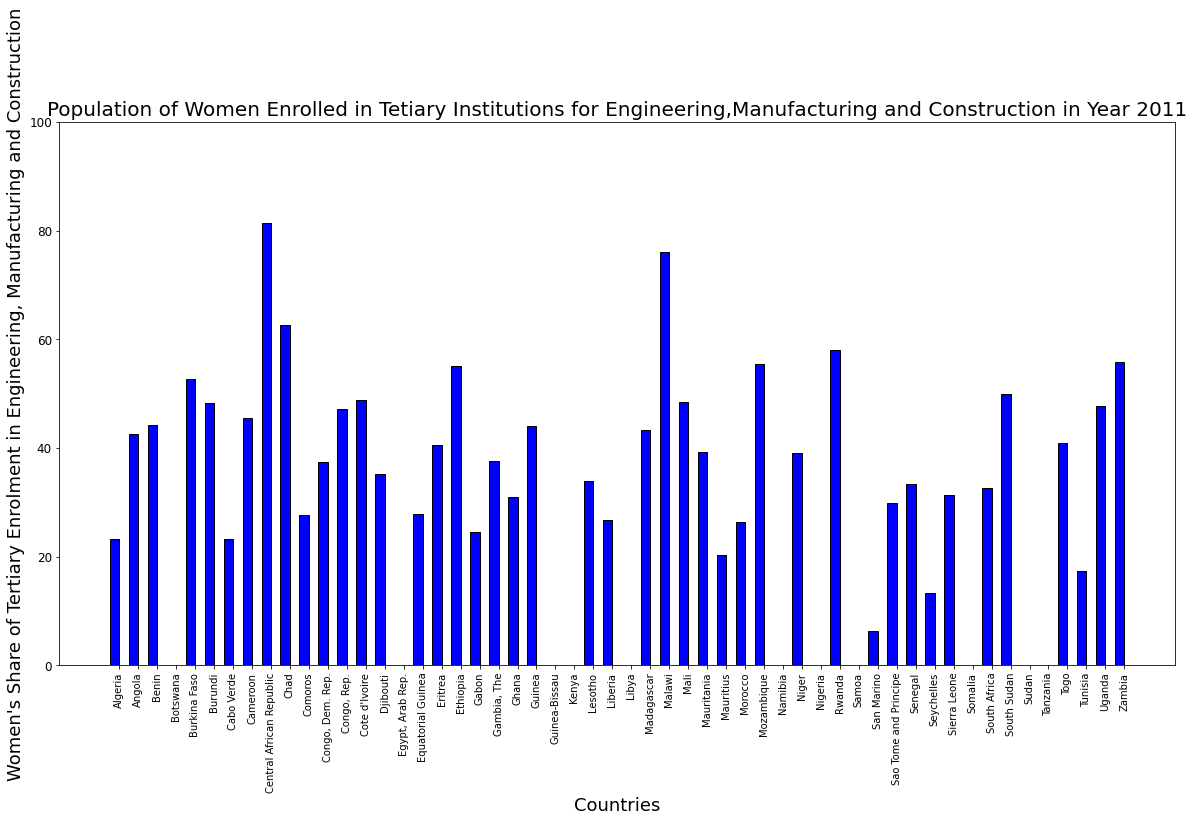 Population of Women Enrolled in Tetiary Institutions for Engineering,Manufacturing and Construction in Year 2011
Women's Share of Tertiary Enrolment in Engineering, Manufacturing and Construction
100
80
60
40
20
0
Algeria
Angola
Benin
Botswana
Burkina Faso
Burundi
Cabo Verde
Cameroon
Central African Republic
Chad
Comoros
Congo, Dem. Rep.
Congo, Rep.
Cote d'Ivoire
Djibouti
Egypt, Arab Rep.
Equatorial Guinea
Eritrea
Ethiopia
Gabon
Gambia, The
Ghana
Guinea
Guinea-Bissau
Kenya
Lesotho
Liberia
Libya
Madagascar
Malawi
Mali
Mauritania
Mauritius
Morocco
Mozambique
Namibia
Niger
Nigeria
Rwanda
Samoa
San Marino
Sao Tome and Principe
Senegal
Seychelles
Sierra Leone
Somalia
South Africa
South Sudan
Sudan
Tanzania
Togo
Tunisia
Uganda
Zambia
Countries